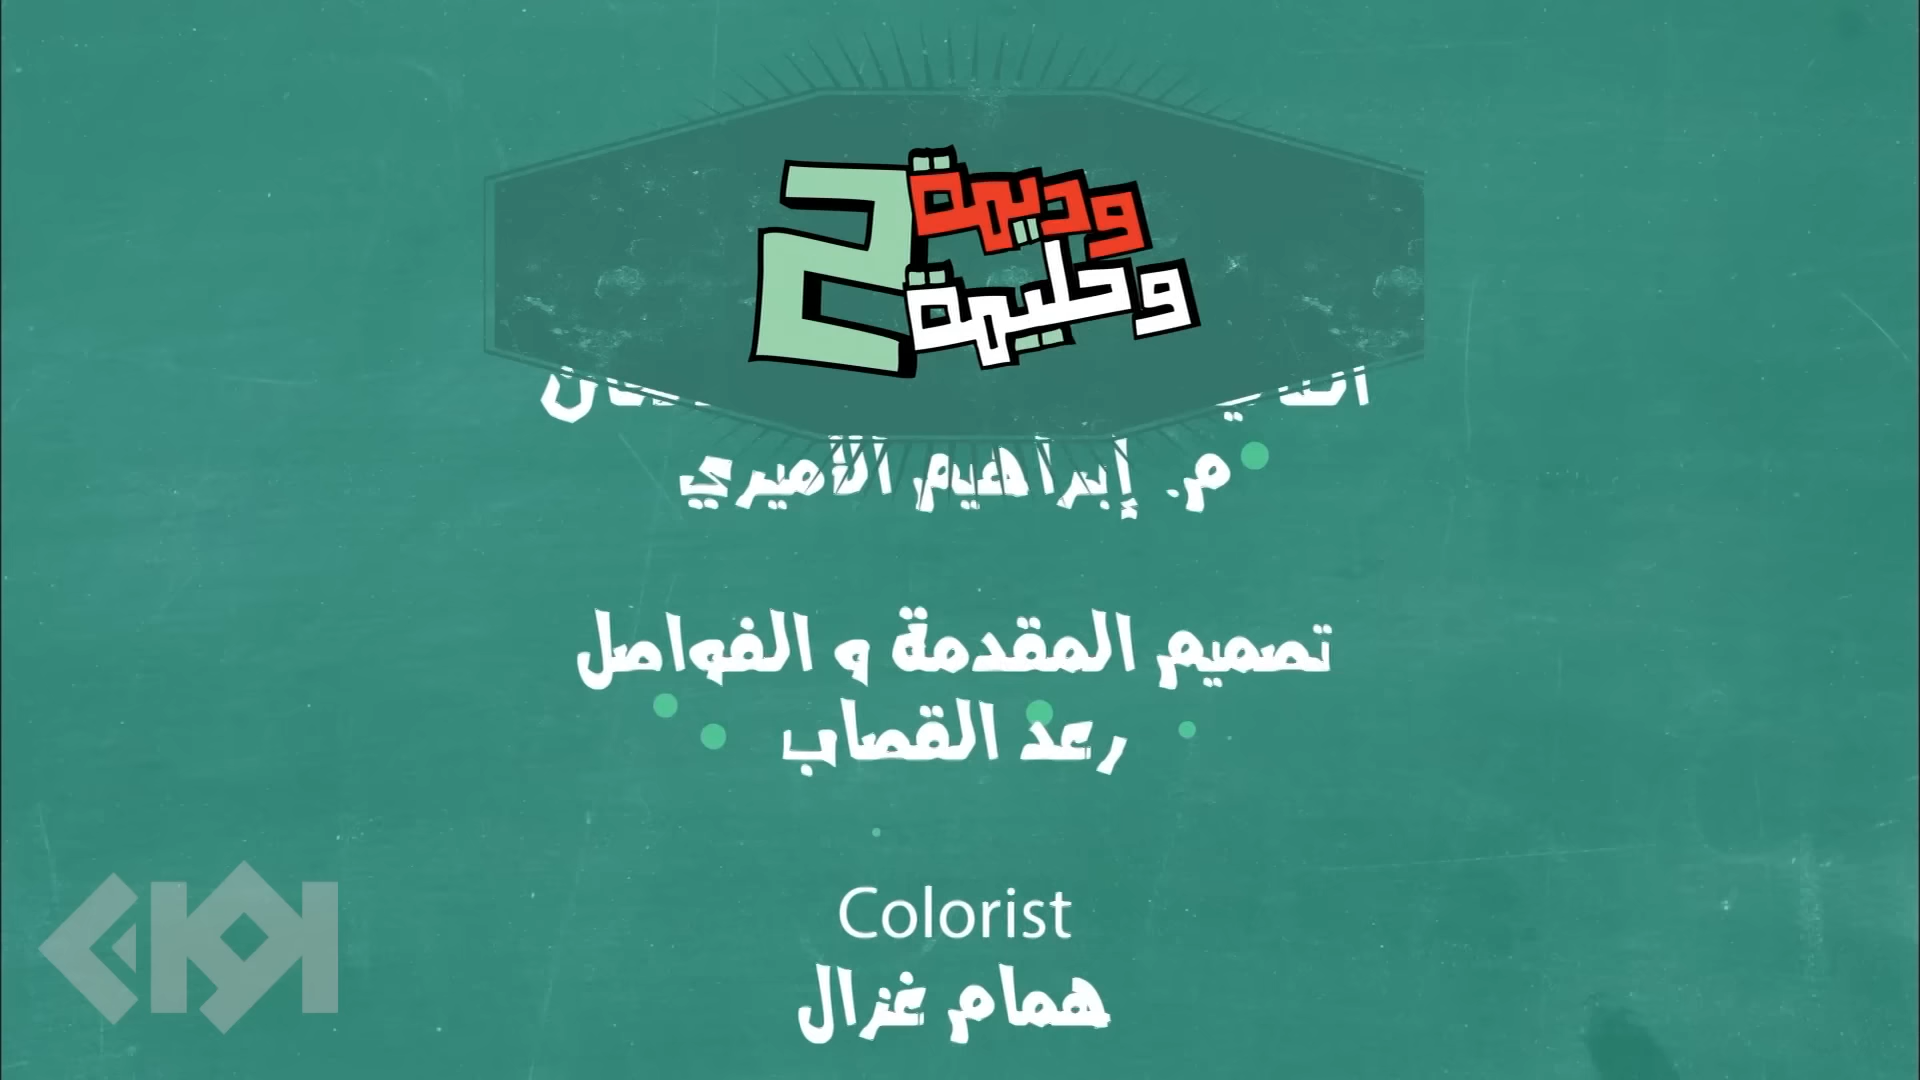 وديمة
وحليمة 2
م. إبراهيم الأميري
تصميم المقدمة و الفواصل
رعد القصاب
Colorist
همام غزال